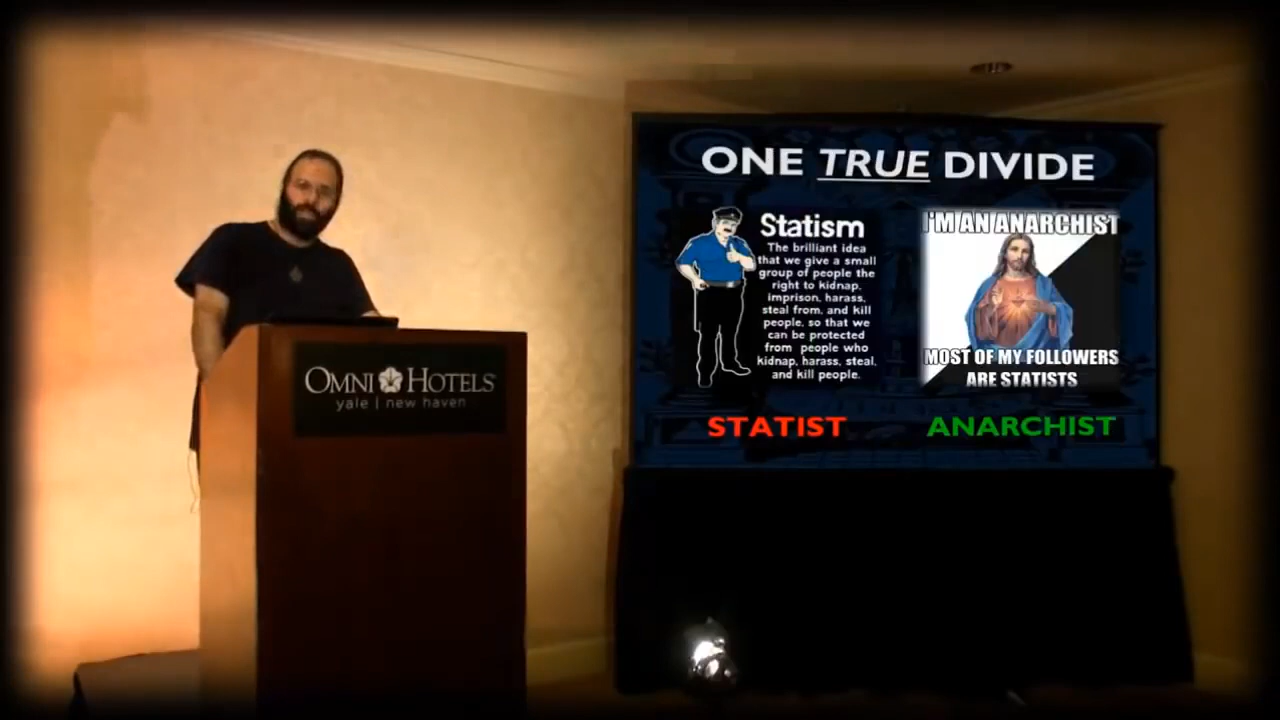 OMNI HOTELS
yale | new haven
ONE TRUE DIVIDE
Statism
The brilliant idea
that we give a small
group of people the
right to kidnap,
imprison, harass,
steal from, and kill
people, so that we
can be protected
from people who
kidnap, harass, steal,
and kill people.
STATIST
I'M AN ANARCHIST
MOST OF MY FOLLOWERS
ARE STATISTS
ANARCHIST